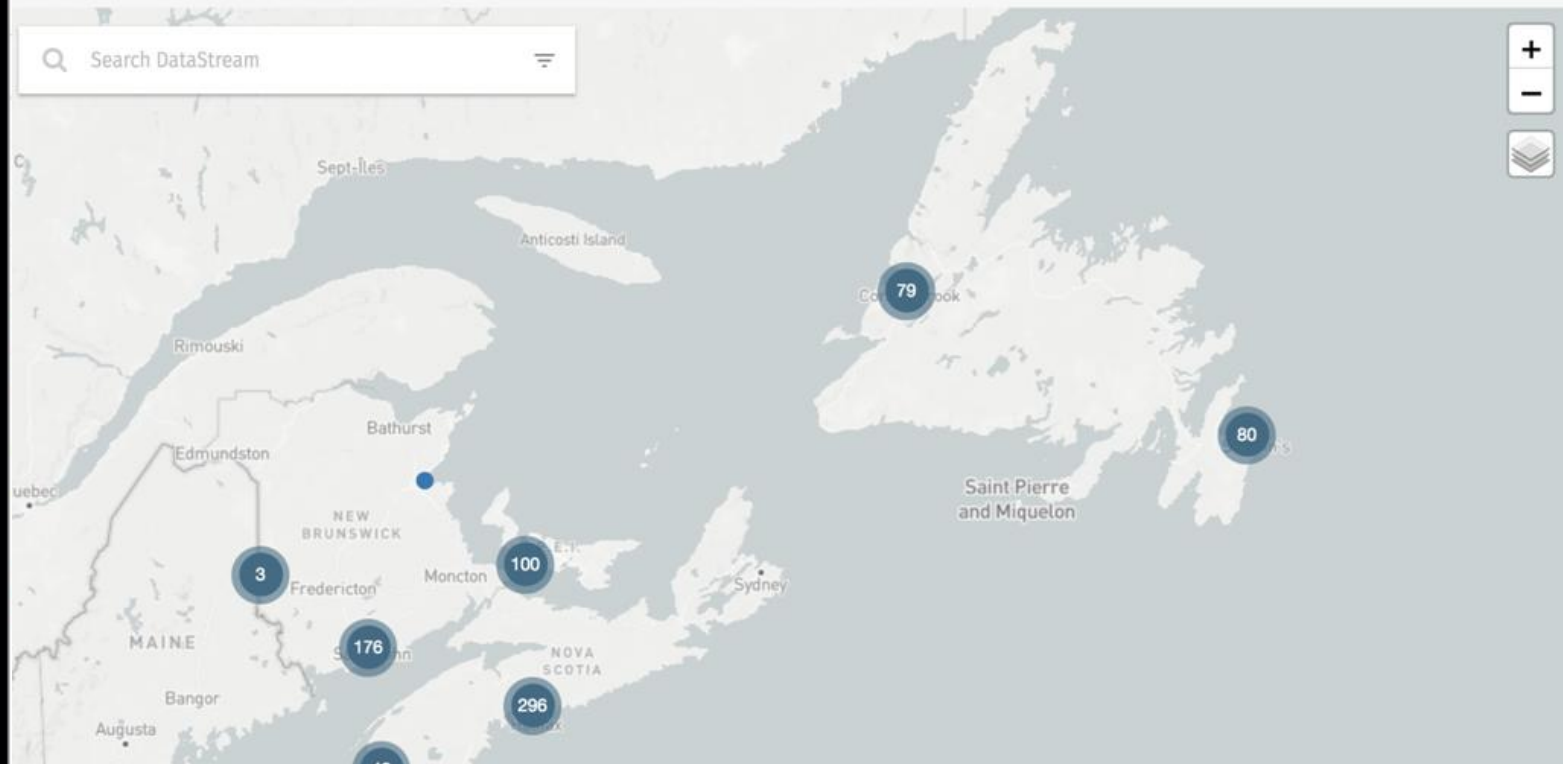 Search DataStream
+
−
Sept-Îles
Anticosti Island
79
Rimouski
Bathurst
80
Edmundston
Saint Pierre
and Miquelon
NEW
BRUNSWICK
E.I.
100
3
Moncton
Fredericton
Sydney
MAINE
176
NOVA
SCOTIA
Bangor
296
Augusta